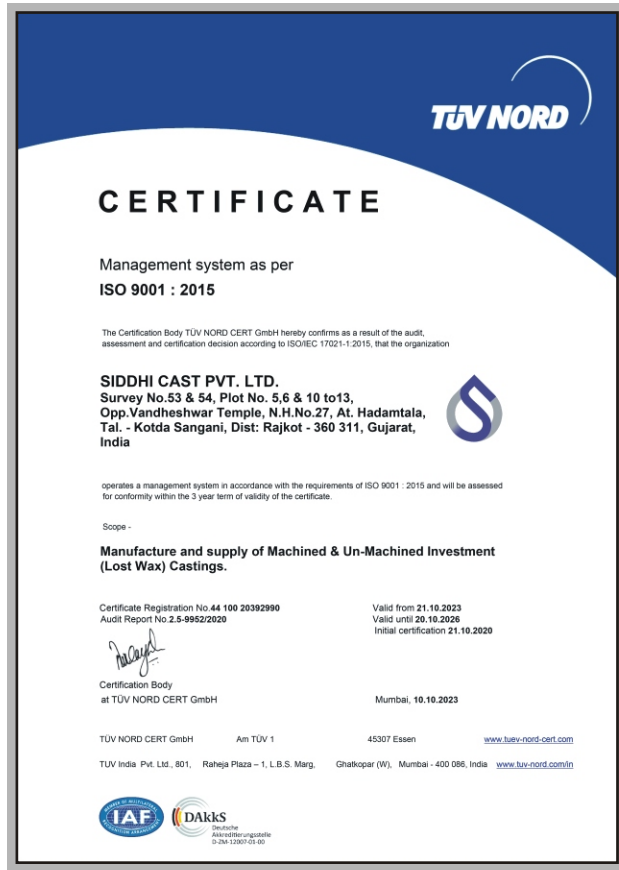 TÜV NORD
CERTIFICATE
Management system as per
ISO 9001 : 2015
The Certification Body TÜV NORD CERT GmbH hereby confirms as a result of the audit,
assessment and certification decision according to ISO/IEC 17021-1:2015, that the organization
SIDDHI CAST PVT. LTD.
Survey No.53 & 54, Plot No. 5,6 & 10 to13,
Opp.Vandheshwar Temple, N.H.No.27, At. Hadamtala,
Tal. - Kotda Sangani, Dist: Rajkot - 360 311, Gujarat,
India
operates a management system in accordance with the requirements of ISO 9001 : 2015 and will be assessed
for conformity within the 3 year term of validity of the certificate.
Scope -
Manufacture and supply of Machined & Un-Machined Investment
(Lost Wax) Castings.
Certificate Registration No.44 100 20392990
Audit Report No.2.5-9952/2020
Valid from 21.10.2023
Valid until 20.10.2026
Initial certification 21.10.2020
Certification Body
at TÜV NORD CERT GmbH
Mumbai, 10.10.2023
TÜV NORD CERT GmbH Am TÜV 1 45307 Essen www.tuev-nord-cert.com
TUV India Pvt. Ltd., 801, Raheja Plaza – 1, L.B.S. Marg, Ghatkopar (W), Mumbai - 400 086, India www.tuv-nord.com/in
MEMBER OF MULTILATERAL
IAF
RECOGNITION ARRANGEMENT
DAkkS
Deutsche
Akkreditierungsstelle
D-ZM-12007-01-00